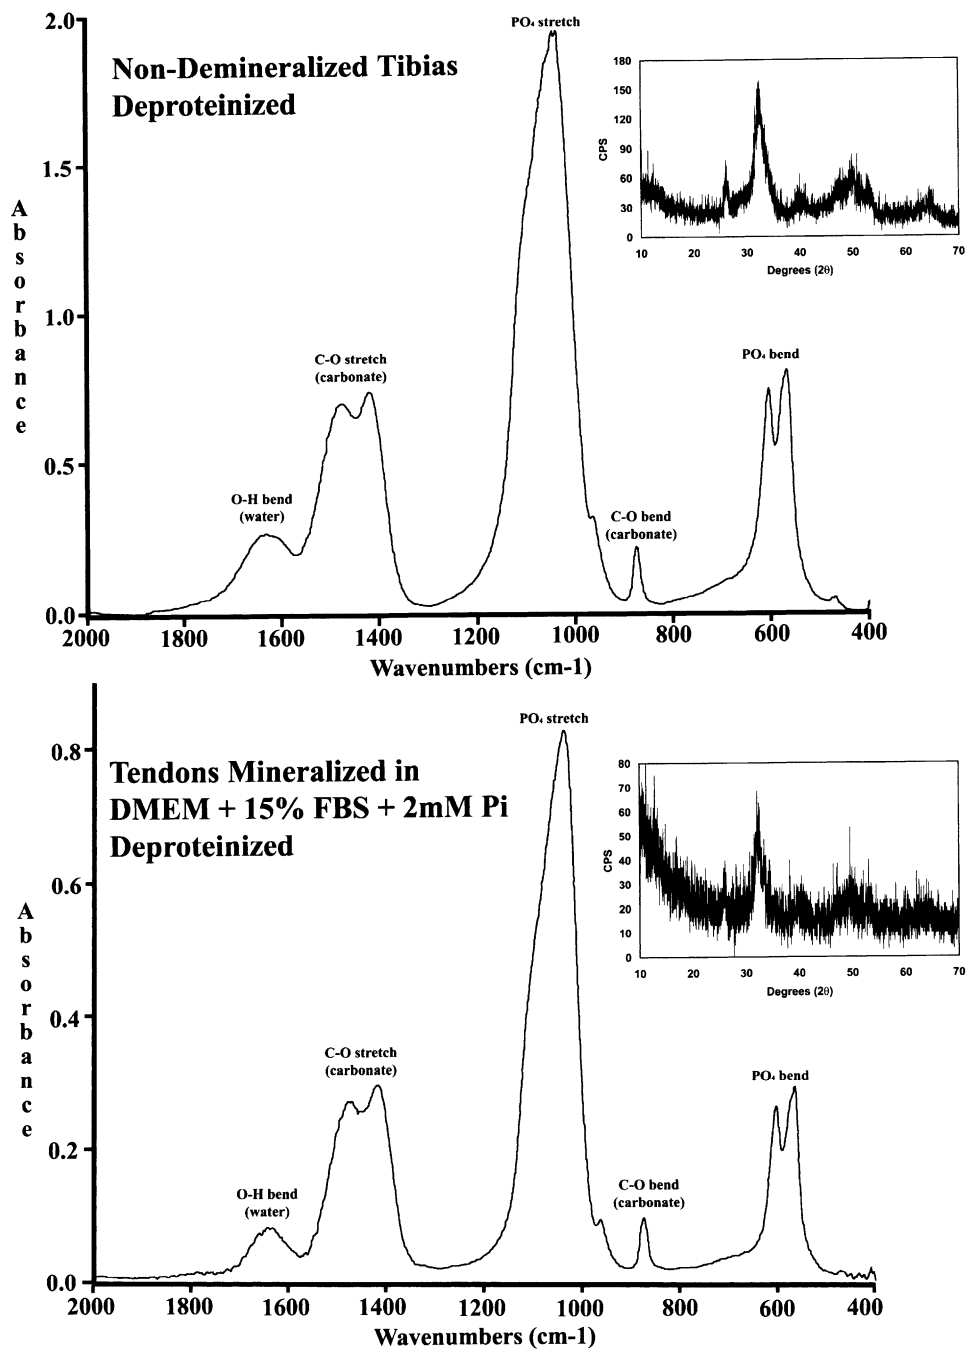 PO₄ stretch
2.0
Non-Demineralized Tibias
Deproteinized
1.5
Absorbance
1.0
0.5
0.0
C-O stretch
(carbonate)
O-H bend
(water)
C-O bend
(carbonate)
PO₄ bend
2000 1800 1600 1400 1200 1000 800 600 400
Wavenumbers (cm-1)
180
150
120
90
60
30
0
CPS
10 20 30 40 50 60 70
Degrees (2θ)
PO₄ stretch
0.8
Tendons Mineralized in
DMEM + 15% FBS + 2mM Pi
Deproteinized
0.6
Absorbance
0.4
0.2
0.0
C-O stretch
(carbonate)
O-H bend
(water)
C-O bend
(carbonate)
PO₄ bend
2000 1800 1600 1400 1200 1000 800 600 400
Wavenumbers (cm-1)
80
70
60
50
40
30
20
10
0
CPS
10 20 30 40 50 60 70
Degrees (2θ)